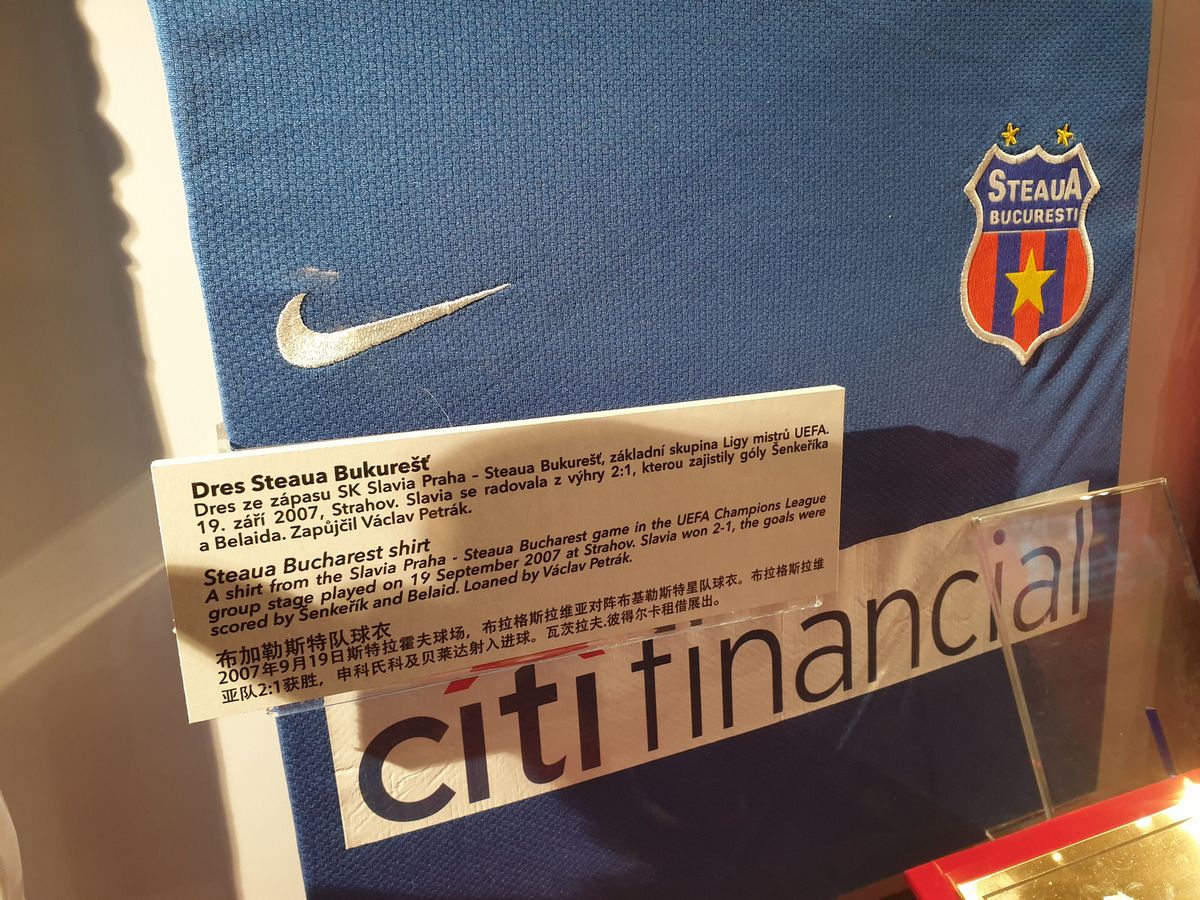 STEAUA
BUCURESTI
Dres Steaua Bukurešť
Dres ze zápasu SK Slavia Praha – Steaua Bukurešť, základní skupina Ligy mistrů UEFA.
19. září 2007, Strahov. Slavia se radovala z výhry 2:1, kterou zajistily góly Šenkeříka
a Belaida. Zapůjčil Václav Petrák.
Steaua Bucharest shirt
A shirt from the Slavia Praha - Steaua Bucharest game in the UEFA Champions League
group stage played on 19 September 2007 at Strahov. Slavia won 2-1, the goals were
scored by Šenkeřík and Belaid. Loaned by Václav Petrák.
布加勒斯特队球衣
2007年9月19日斯特拉霍夫球场，布拉格斯拉维亚对阵布基勒斯特星队球衣。布拉格斯拉维
亚队2:1获胜，申科氏科及贝莱达射入进球。瓦茨拉夫.彼得尔卡租借展出。
citi financial